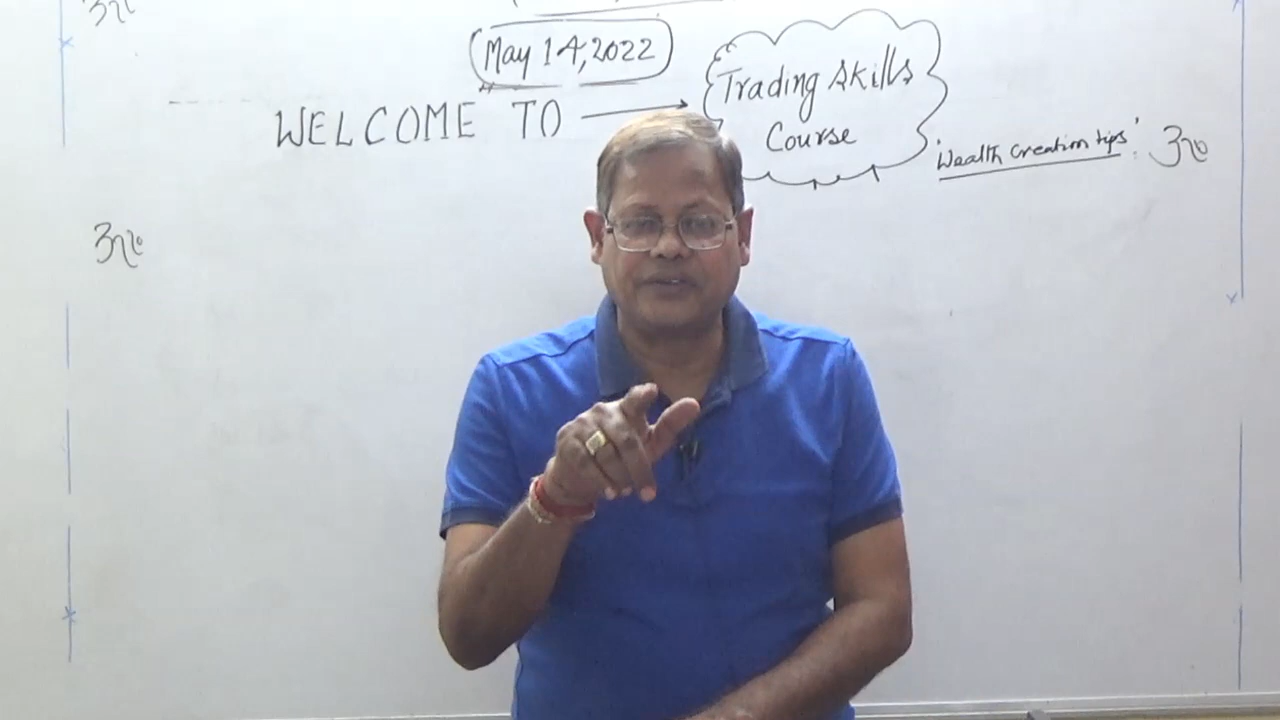 May 14, 2022
WELCOME TO
Trading skills
Course
'Wealth Creation tips'